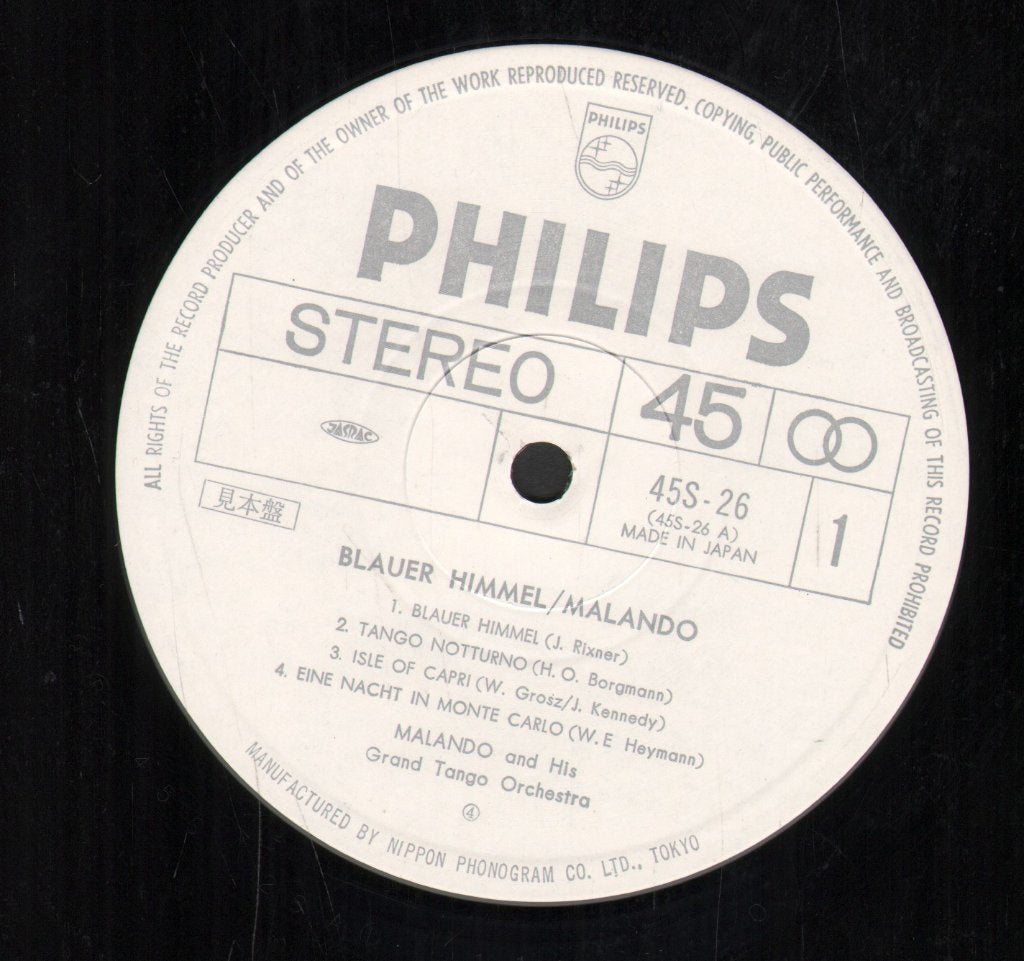 ALL RIGHTS OF THE RECORD PRODUCER AND OF THE OWNER OF THE WORK REPRODUCED RESERVED. COPYING, PUBLIC PERFORMANCE AND BROADCASTING OF THIS RECORD PROHIBITED
PHILIPS
PHILIPS
STEREO
45
JASRAC
45S-26
(45S-26 A)
MADE IN JAPAN
1
見本盤
BLAUER HIMMEL/MALANDO
1. BLAUER HIMMEL (J. Rixner)
2. TANGO NOTTURNO (H. O. Borgmann)
3. ISLE OF CAPRI (W. Grosz/J. Kennedy)
4. EINE NACHT IN MONTE CARLO (W. E Heymann)
MALANDO and His
Grand Tango Orchestra
④
MANUFACTURED BY NIPPON PHONOGRAM CO. LTD., TOKYO